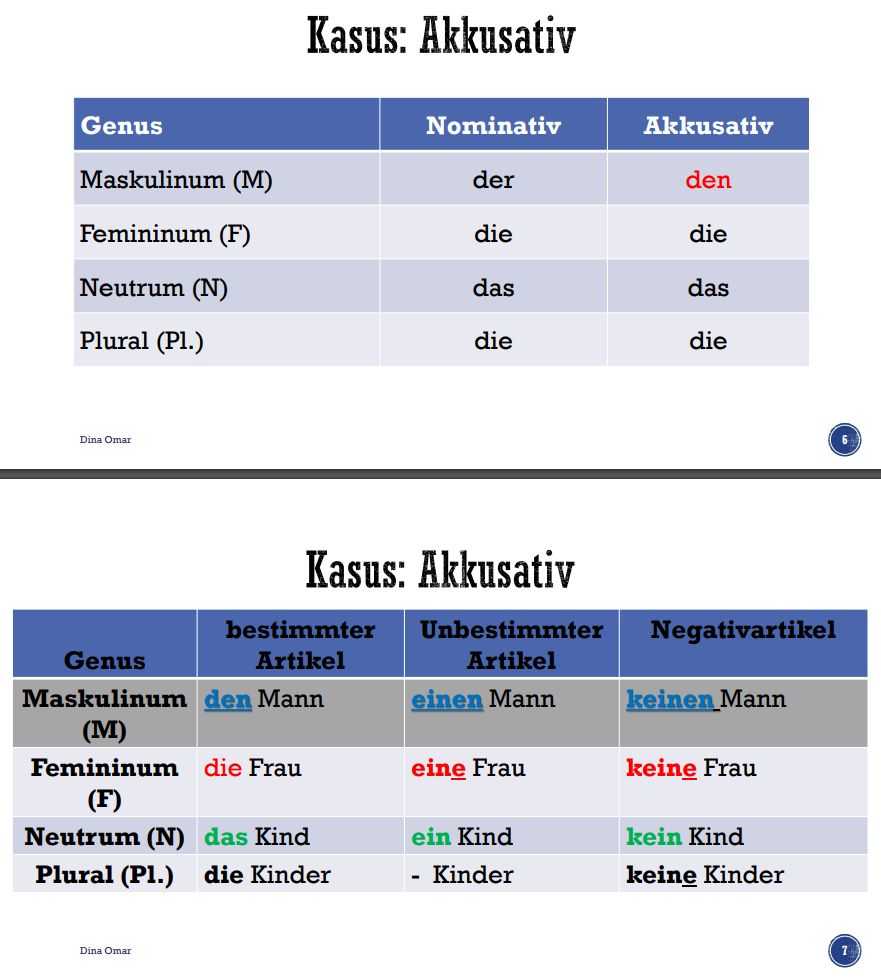 Kasus: Akkusativ
Genus Nominativ Akkusativ
Maskulinum (M) der den
Femininum (F) die die
Neutrum (N) das das
Plural (Pl.) die die
Dina Omar 6
Kasus: Akkusativ
Genus bestimmter Artikel Unbestimmter Artikel Negativartikel
Maskulinum (M) den Mann einen Mann keinen Mann
Femininum (F) die Frau eine Frau keine Frau
Neutrum (N) das Kind ein Kind kein Kind
Plural (Pl.) die Kinder - Kinder keine Kinder
Dina Omar 7